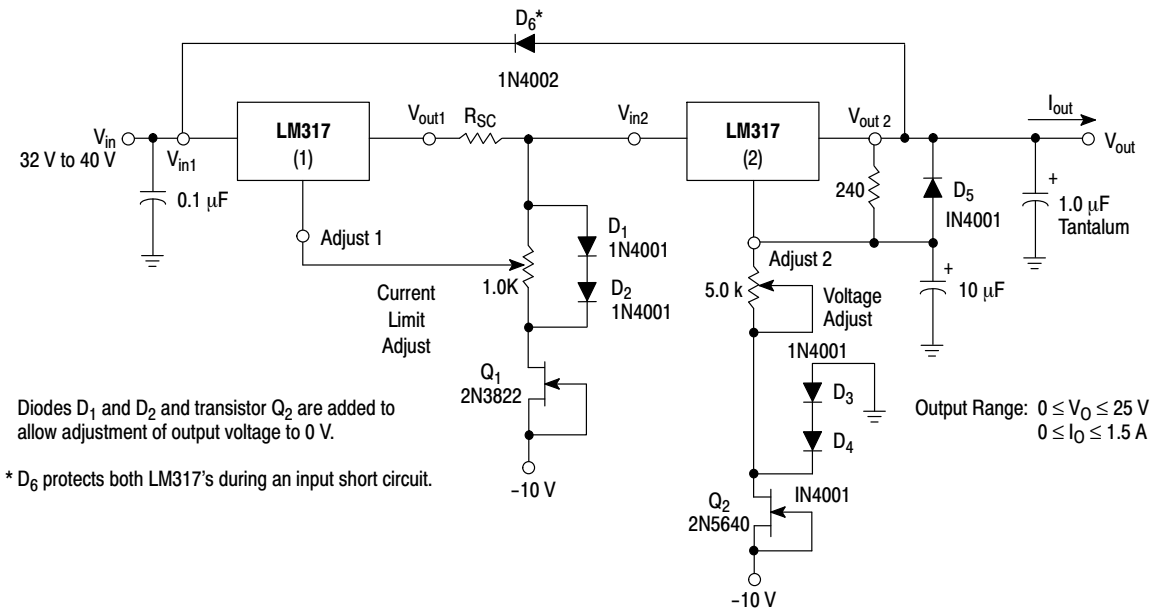 D6*
1N4002
Vin
32 V to 40 V
Vin1
0.1 μF
LM317
(1)
Vout1
RSC
Vin2
LM317
(2)
Vout 2
Iout
Vout
240
D5
IN4001
+
1.0 μF
Tantalum
Adjust 1
Current
Limit
Adjust
1.0K
D1
1N4001
D2
1N4001
Adjust 2
5.0 k
Voltage
Adjust
+
10 μF
1N4001
D3
D4
IN4001
Q1
2N3822
–10 V
Q2
2N5640
–10 V
Diodes D1 and D2 and transistor Q2 are added to
allow adjustment of output voltage to 0 V.
* D6 protects both LM317's during an input short circuit.
Output Range: 0 ≤ VO ≤ 25 V
0 ≤ IO ≤ 1.5 A